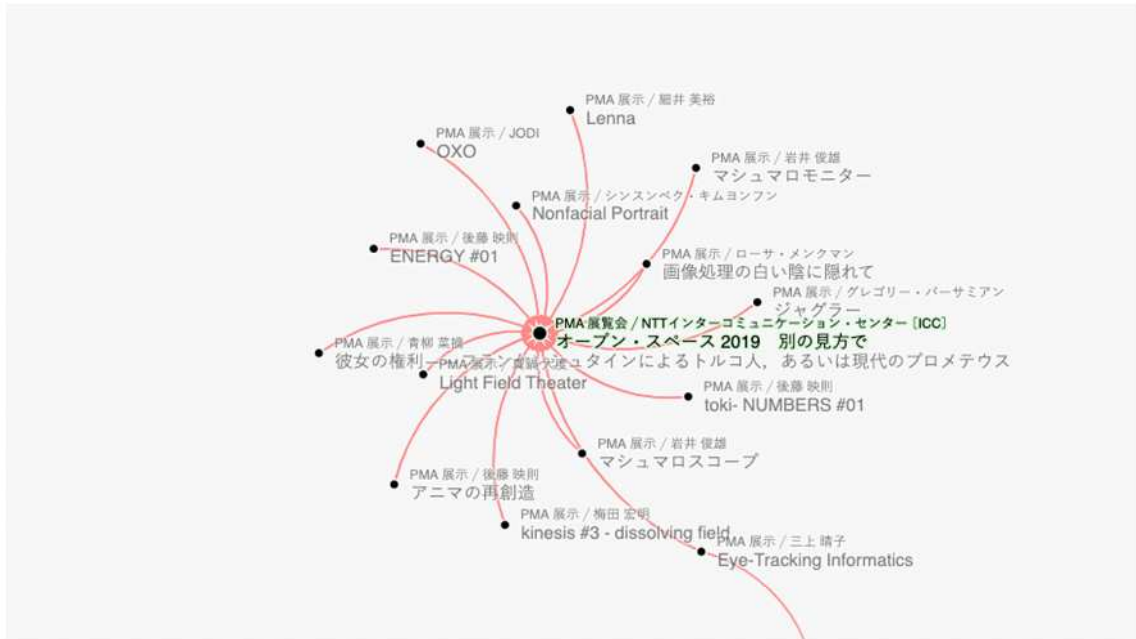 PMA 展示 / 細井 美裕
Lenna
PMA 展示 / JODI
OXO
PMA 展示 / 岩井 俊雄
マシュマロモニター
PMA 展示 / シンスンベク・キムヨンフン
Nonfacial Portrait
PMA 展示 / 後藤 映則
ENERGY #01
PMA 展示 / ローサ・メンクマン
画像処理の白い陰に隠れて
PMA 展示 / グレゴリー・バーサミアン
ジャグラー
PMA 展覧会 / NTTインターコミュニケーション・センター [ICC]
オープン・スペース 2019　別の見方で
PMA 展示 / 青柳 菜摘
彼女の権利——フランケンシュタインによるトルコ人，あるいは現代のプロメテウス
PMA 展示 /
Light Field Theater
PMA 展示 / 後藤 映則
toki- NUMBERS #01
PMA 展示 / 岩井 俊雄
マシュマロスコープ
PMA 展示 / 後藤 映則
アニマの再創造
PMA 展示 / 梅田 宏明
kinesis #3 - dissolving field
PMA 展示 / 三上 晴子
Eye-Tracking Informatics